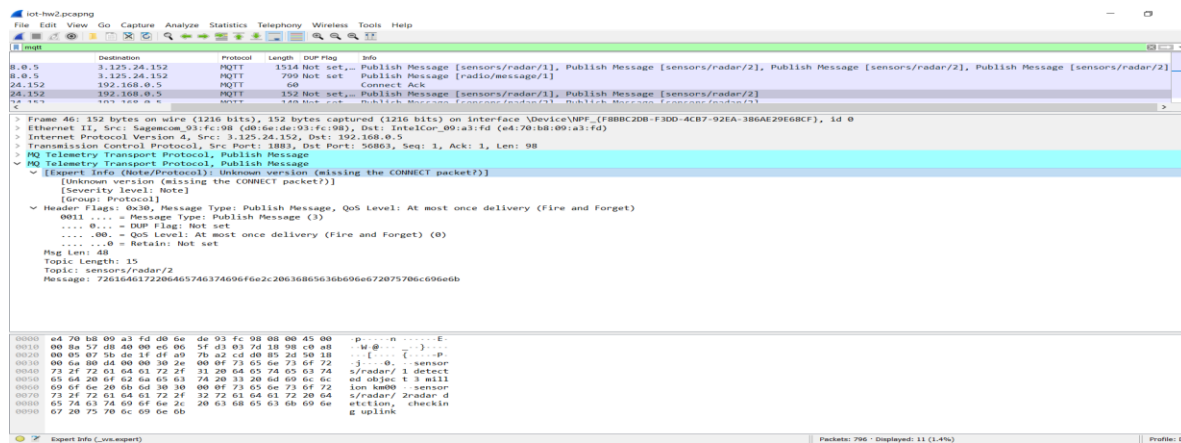 iot-hw2.pcapng
File Edit View Go Capture Analyze Statistics Telephony Wireless Tools Help
mqtt
Destination Protocol Length DUP Flag Info
8.0.5 3.125.24.152 MQTT 1514 Not set,… Publish Message [sensors/radar/1], Publish Message [sensors/radar/2], Publish Message [sensors/radar/2], Publish Message [sensors/radar/2]
8.0.5 3.125.24.152 MQTT 799 Not set Publish Message [radio/message/1]
24.152 192.168.0.5 MQTT 60 Connect Ack
24.152 192.168.0.5 MQTT 152 Not set,… Publish Message [sensors/radar/1], Publish Message [sensors/radar/2]
Frame 46: 152 bytes on wire (1216 bits), 152 bytes captured (1216 bits) on interface \Device\NPF_{F8BBC2DB-F3DD-4CB7-92EA-386AE29E68CF}, id 0
Ethernet II, Src: Sagemcom_93:fc:98 (d0:6e:de:93:fc:98), Dst: IntelCor_09:a3:fd (e4:70:b8:09:a3:fd)
Internet Protocol Version 4, Src: 3.125.24.152, Dst: 192.168.0.5
Transmission Control Protocol, Src Port: 1883, Dst Port: 56863, Seq: 1, Ack: 1, Len: 98
MQ Telemetry Transport Protocol, Publish Message
MQ Telemetry Transport Protocol, Publish Message
[Expert Info (Note/Protocol): Unknown version (missing the CONNECT packet?)]
[Unknown version (missing the CONNECT packet?)]
[Severity level: Note]
[Group: Protocol]
Header Flags: 0x30, Message Type: Publish Message, QoS Level: At most once delivery (Fire and Forget)
0011 .... = Message Type: Publish Message (3)
.... 0... = DUP Flag: Not set
.... .00. = QoS Level: At most once delivery (Fire and Forget) (0)
.... ...0 = Retain: Not set
Msg Len: 48
Topic Length: 15
Topic: sensors/radar/2
Message: 7261646172206465746374696f6e2c20636865636b696e672075706c696e6b
0000 e4 70 b8 09 a3 fd d0 6e de 93 fc 98 08 00 45 00 ·p·····n ······E·
0010 00 8a 57 d8 40 00 e6 06 5f d3 03 7d 18 98 c0 a8 ··W·@··· _··}····
0020 00 05 07 5b de 1f df a9 7b a2 cd d0 85 2d 50 18 ···[···· {····-P·
0030 00 6a 80 d4 00 00 30 2e 00 0f 73 65 6e 73 6f 72 ·j····0. ··sensor
0040 73 2f 72 61 64 61 72 2f 31 20 64 65 74 65 63 74 s/radar/ 1 detect
0050 65 64 20 6f 62 6a 65 63 74 20 33 20 6d 69 6c 6c ed objec t 3 mill
0060 69 6f 6e 20 6b 6d 30 30 00 0f 73 65 6e 73 6f 72 ion km00 ··sensor
0070 73 2f 72 61 64 61 72 2f 32 72 61 64 61 72 20 64 s/radar/ 2radar d
0080 65 74 63 74 69 6f 6e 2c 20 63 68 65 63 6b 69 6e etction, checkin
0090 67 20 75 70 6c 69 6e 6b g uplink
Expert Info (_ws.expert) Packets: 796 · Displayed: 11 (1.4%) Profile: